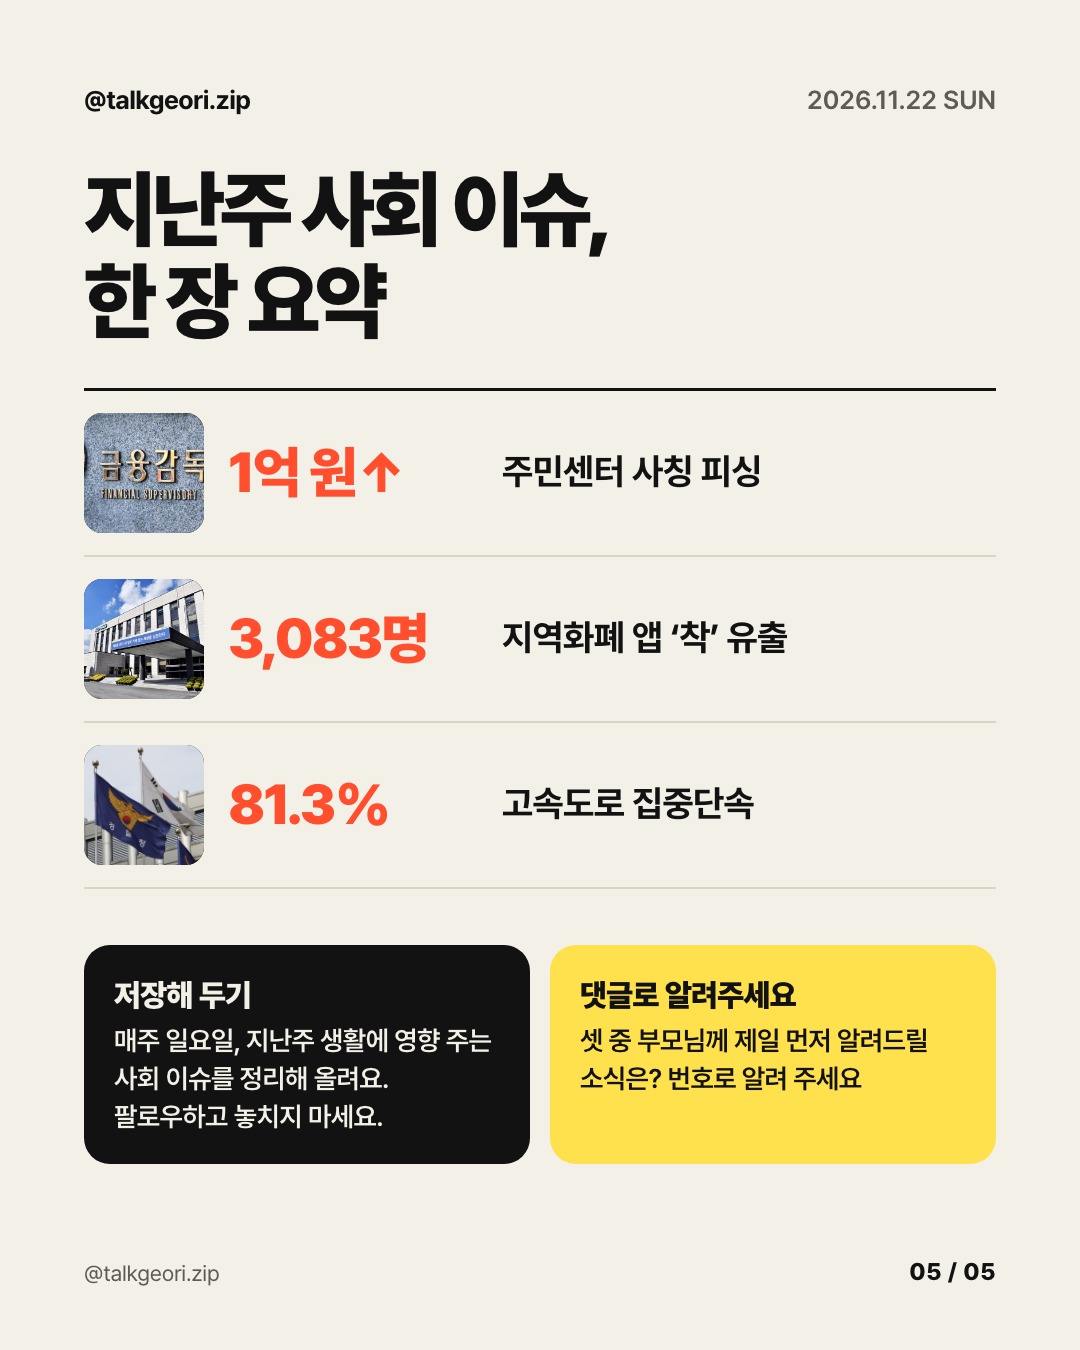 @talkgeori.zip
2026.11.22 SUN
지난주 사회 이슈,
한 장 요약
금융감독
FINANCIAL SUPERVISORY
1억 원↑
주민센터 사칭 피싱
3,083명
지역화폐 앱 ‘착’ 유출
81.3%
고속도로 집중단속
저장해 두기
매주 일요일, 지난주 생활에 영향 주는
사회 이슈를 정리해 올려요.
팔로우하고 놓치지 마세요.
댓글로 알려주세요
셋 중 부모님께 제일 먼저 알려드릴
소식은? 번호로 알려 주세요
@talkgeori.zip
05 / 05